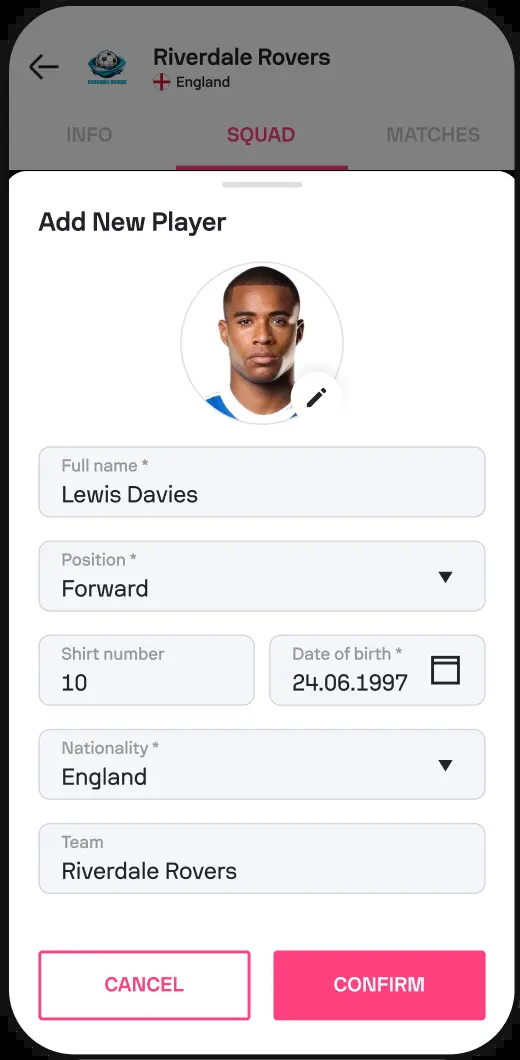 Riverdale Rovers
England
INFO
SQUAD
MATCHES
Add New Player
Full name *
Lewis Davies
Position *
Forward
Shirt number
10
Date of birth *
24.06.1997
Nationality *
England
Team
Riverdale Rovers
CANCEL
CONFIRM